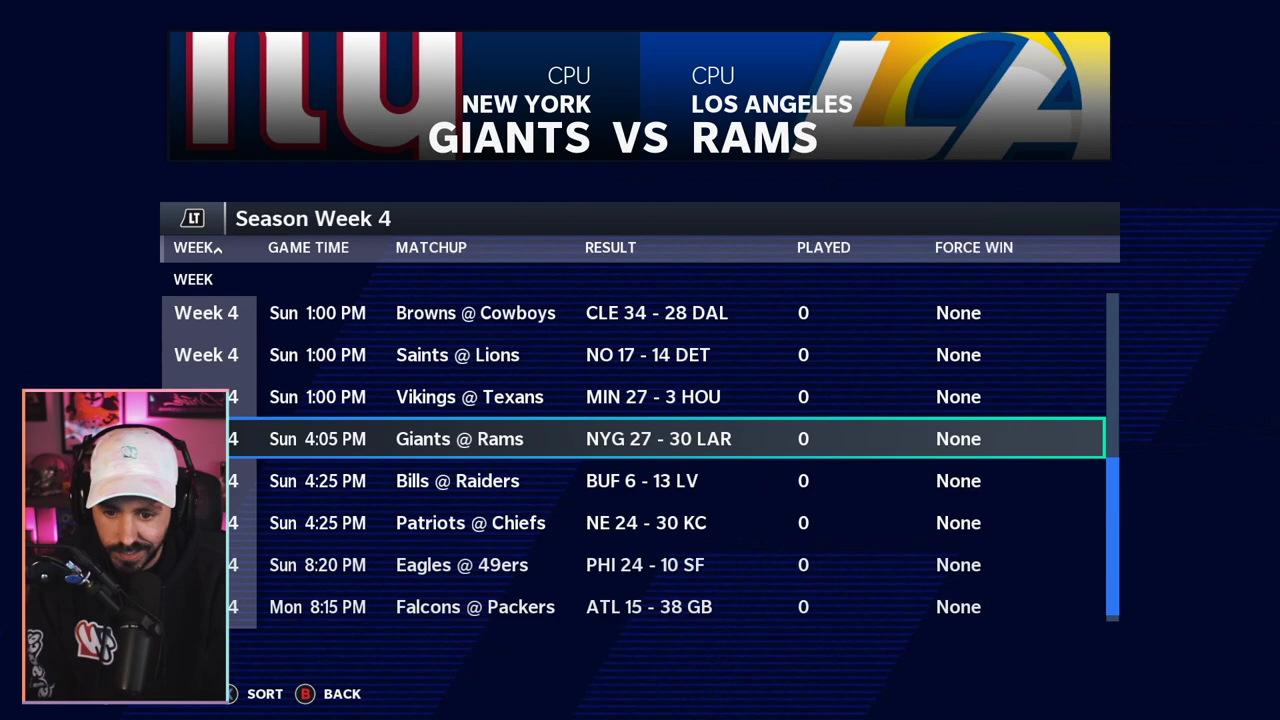 CPU
NEW YORK
GIANTS
VS
CPU
LOS ANGELES
RAMS
LT Season Week 4
WEEK GAME TIME MATCHUP RESULT PLAYED FORCE WIN
WEEK
Week 4 Sun 1:00 PM Browns @ Cowboys CLE 34 - 28 DAL 0 None
Week 4 Sun 1:00 PM Saints @ Lions NO 17 - 14 DET 0 None
4 Sun 1:00 PM Vikings @ Texans MIN 27 - 3 HOU 0 None
4 Sun 4:05 PM Giants @ Rams NYG 27 - 30 LAR 0 None
4 Sun 4:25 PM Bills @ Raiders BUF 6 - 13 LV 0 None
4 Sun 4:25 PM Patriots @ Chiefs NE 24 - 30 KC 0 None
4 Sun 8:20 PM Eagles @ 49ers PHI 24 - 10 SF 0 None
4 Mon 8:15 PM Falcons @ Packers ATL 15 - 38 GB 0 None
X SORT B BACK
ny
LA